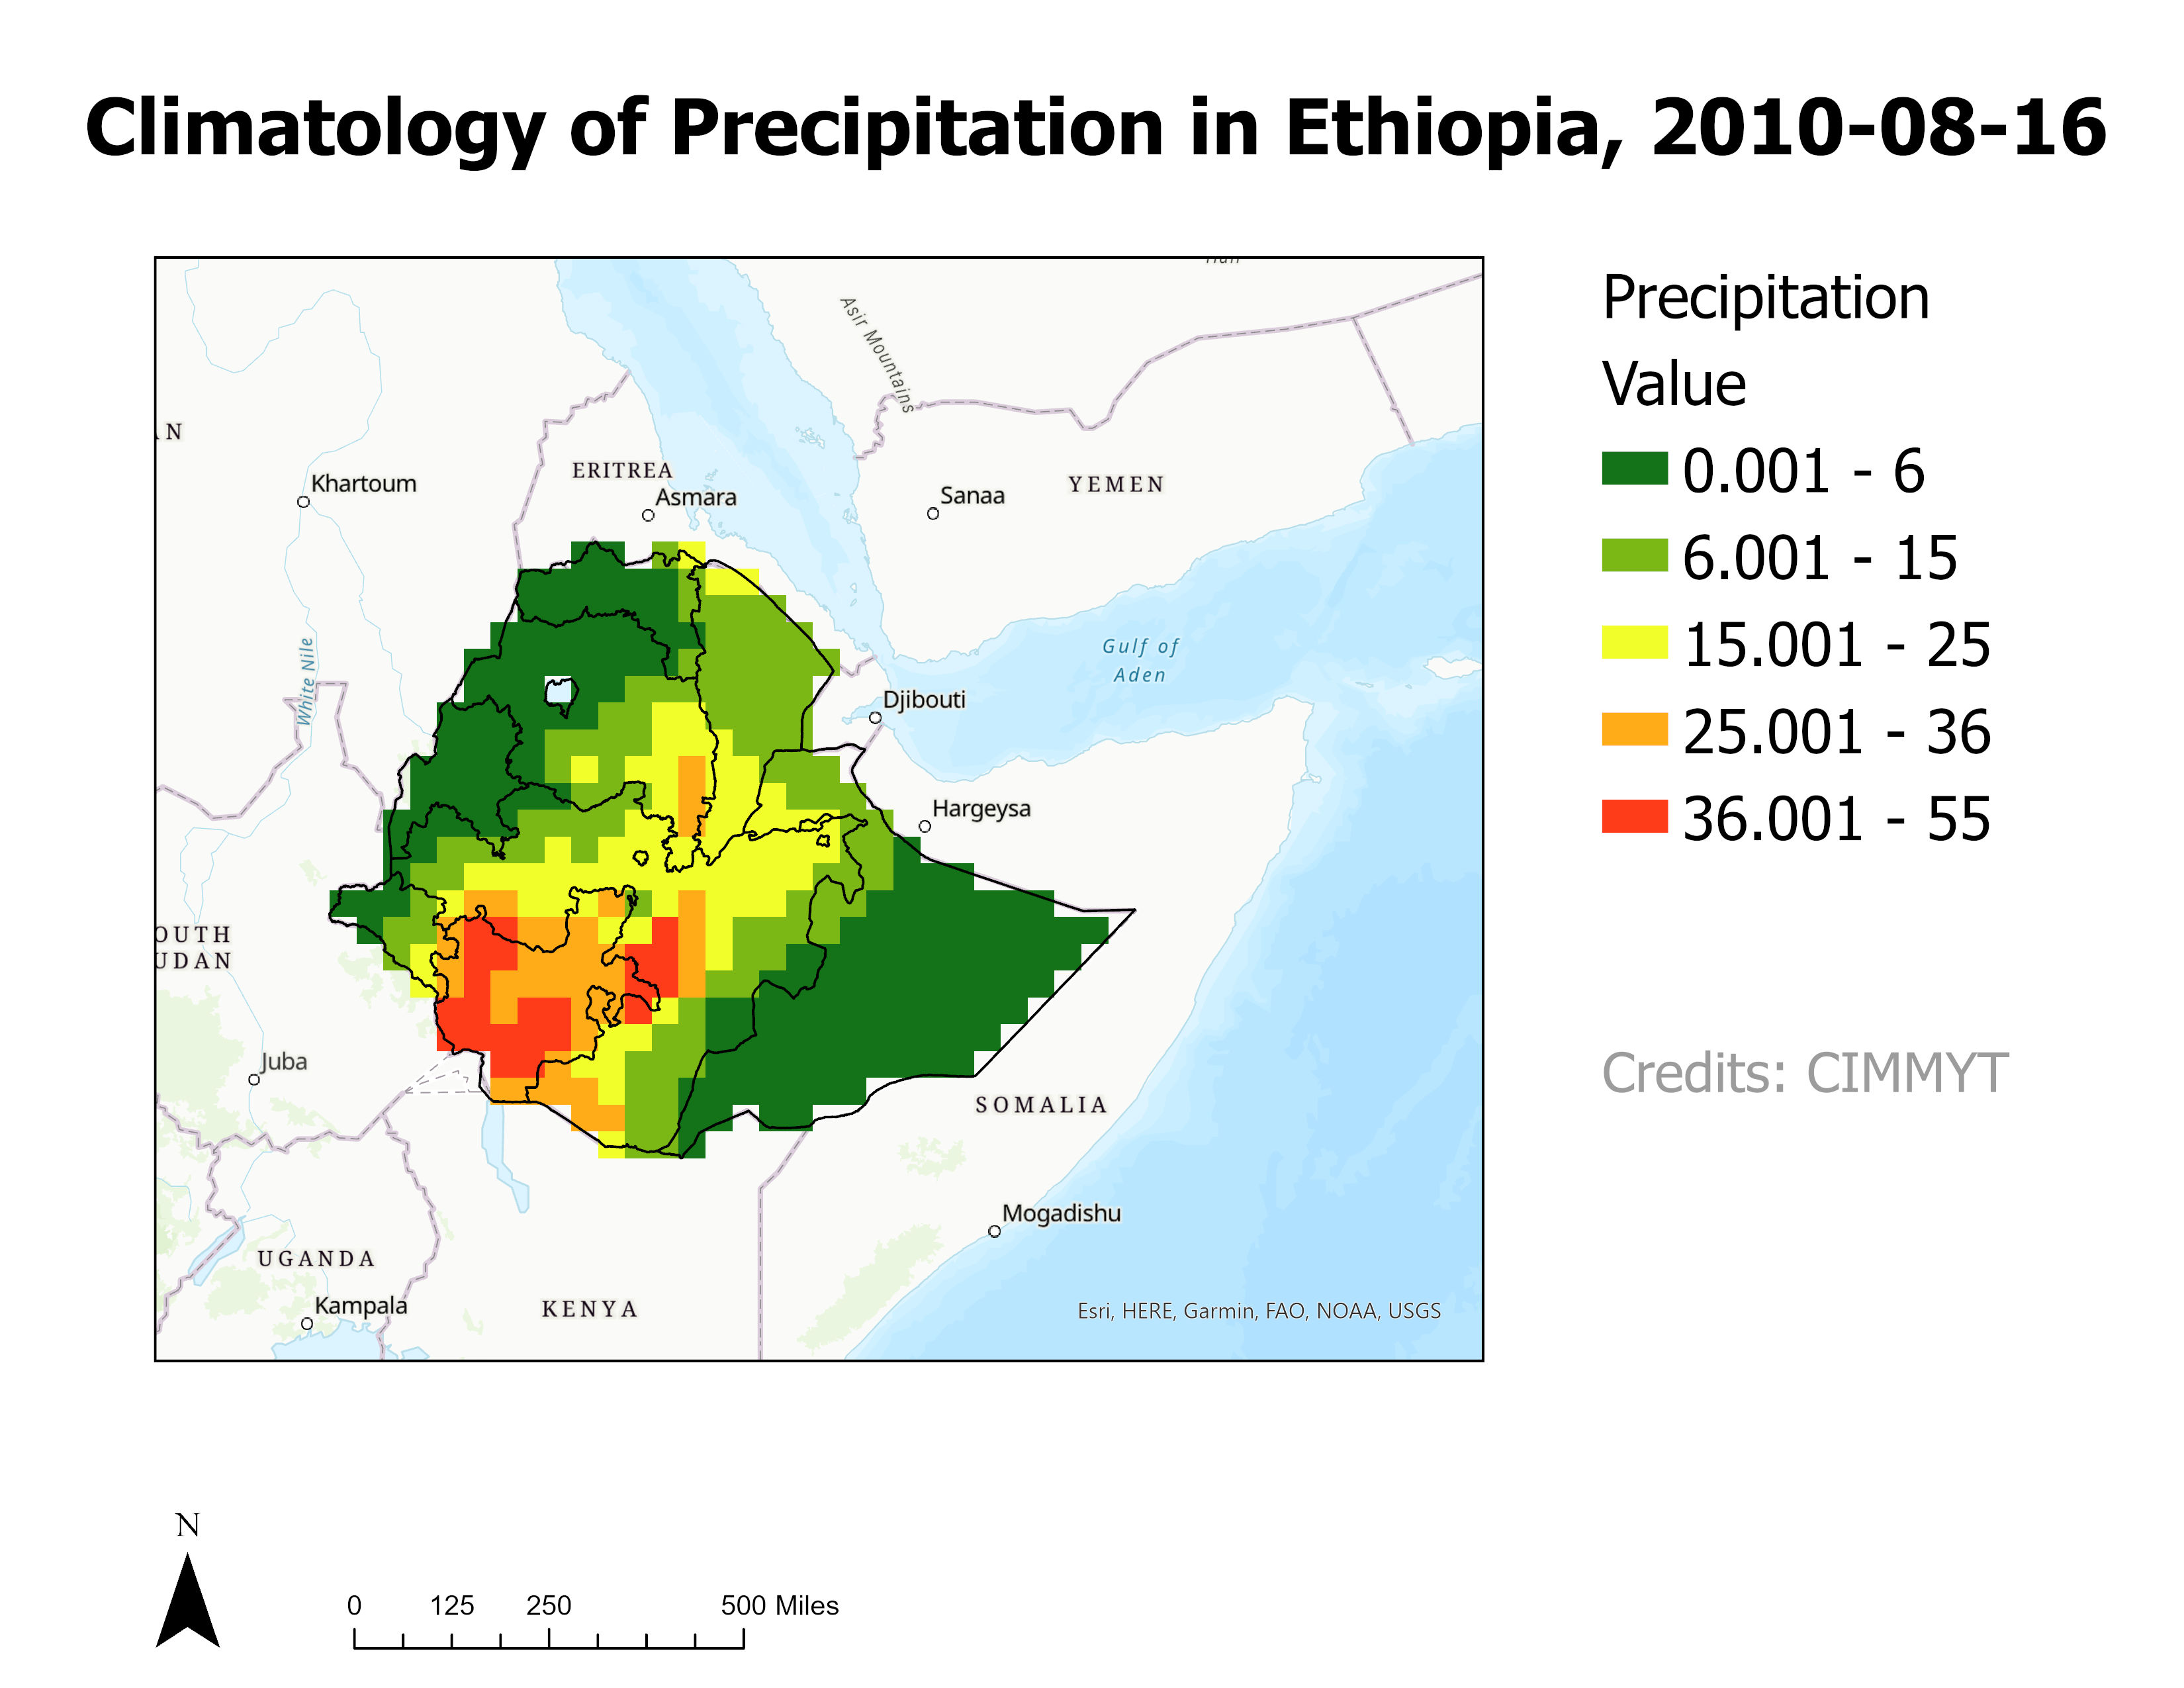 Climatology of Precipitation in Ethiopia, 2010-08-16
Precipitation
Value
0.001 - 6
6.001 - 15
15.001 - 25
25.001 - 36
36.001 - 55
Credits: CIMMYT
Asir Mountains
AN
ERITREA
Khartoum
Asmara
Sanaa
YEMEN
White Nile
Gulf of
Aden
Djibouti
Hargeysa
OUTH
UDAN
Juba
SOMALIA
Mogadishu
UGANDA
Kampala
KENYA
Esri, HERE, Garmin, FAO, NOAA, USGS
N
0 125 250 500 Miles